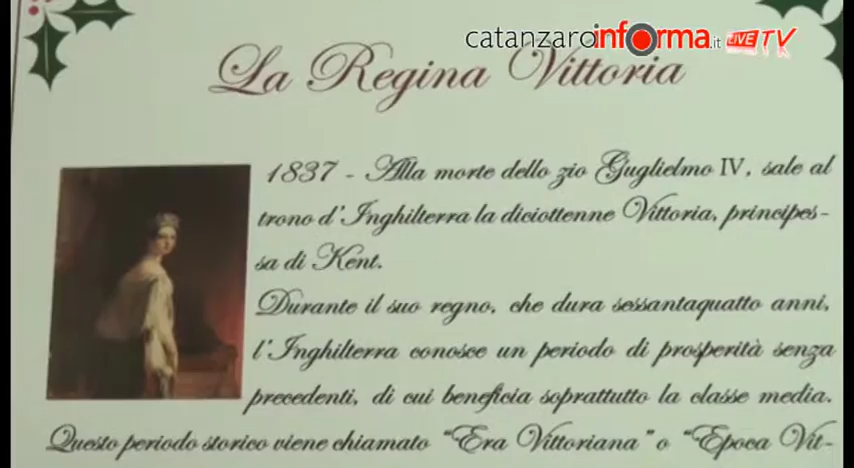 catanzaroinforma.it LIVE TV
La Regina Vittoria
1837 - Alla morte dello zio Guglielmo IV, sale al
trono d'Inghilterra la diciottenne Vittoria, principes-
sa di Kent.
Durante il suo regno, che dura sessantaquatto anni,
l'Inghilterra conosce un periodo di prosperità senza
precedenti, di cui beneficia soprattutto la classe media.
Questo periodo storico viene chiamato "Era Vittoriana" o "Epoca Vit-